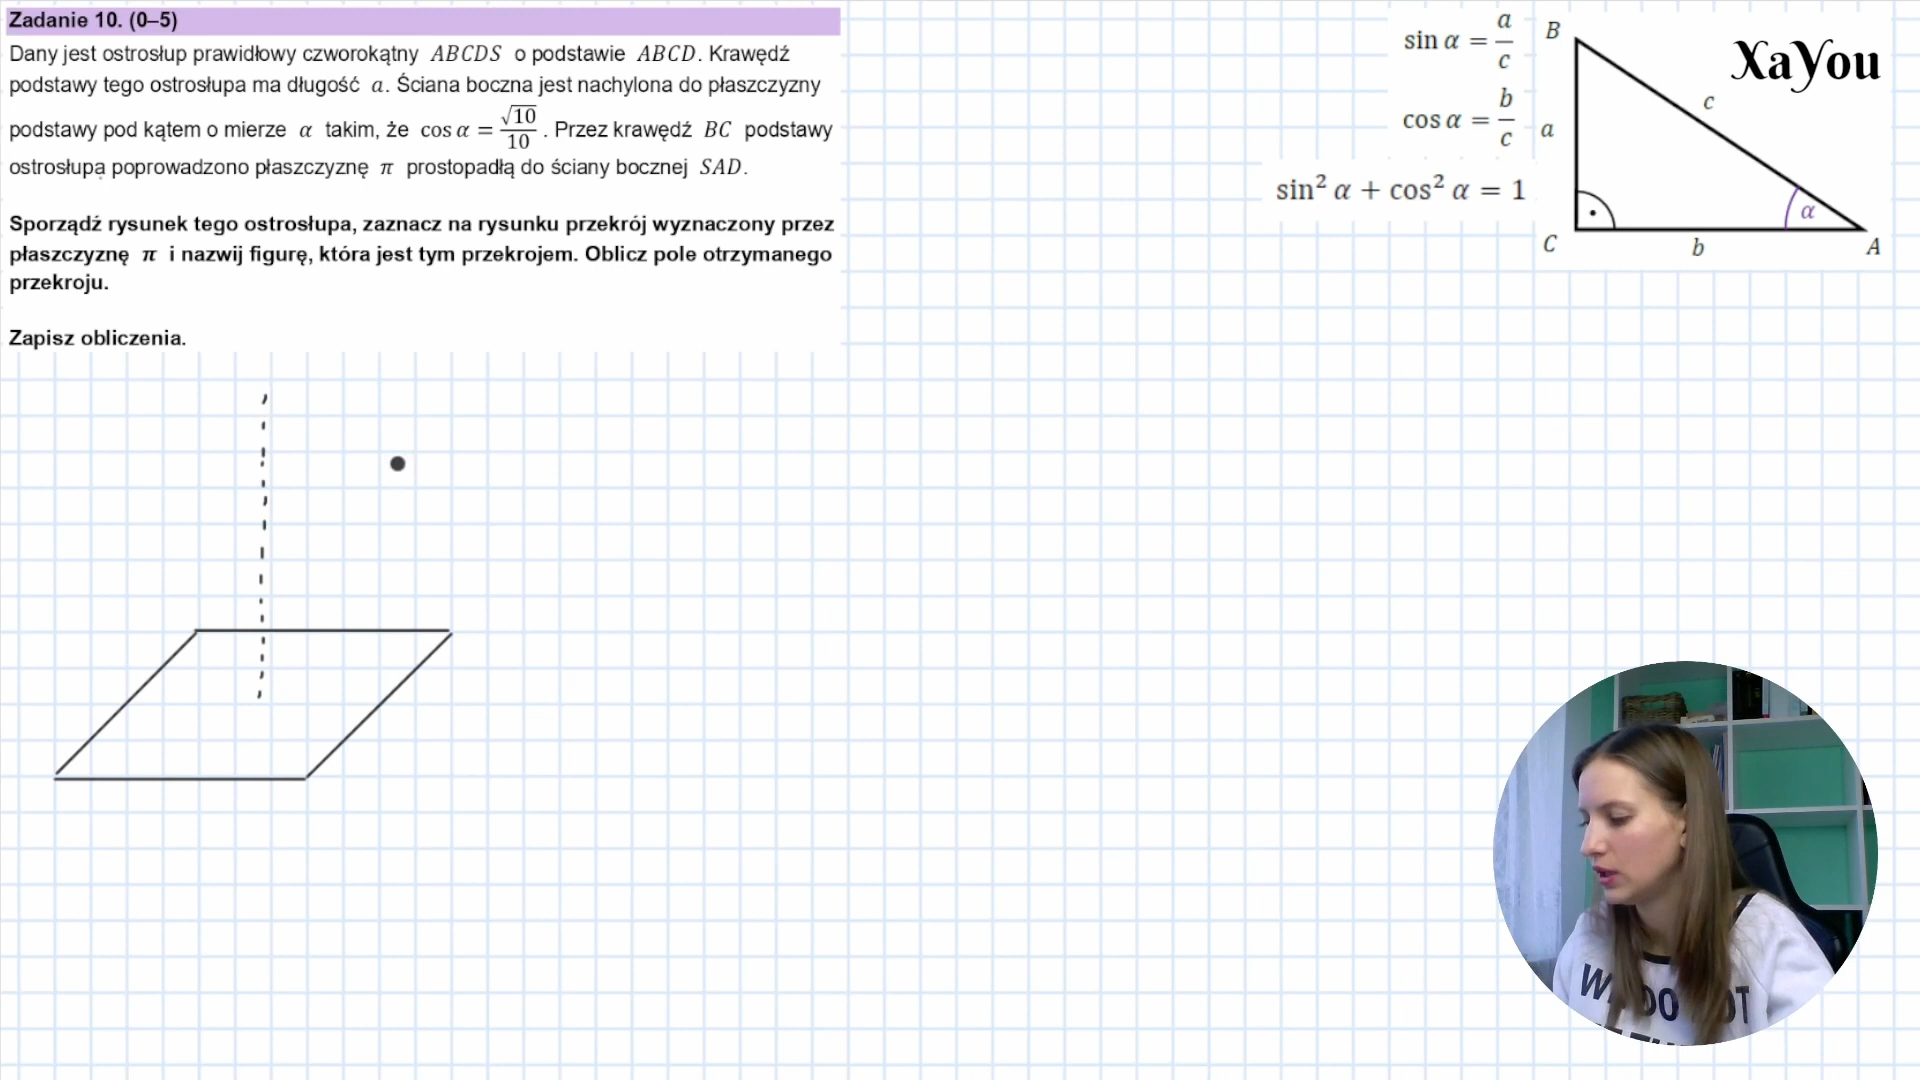 Zadanie 10. (0–5)
Dany jest ostrosłup prawidłowy czworokątny ABCDS o podstawie ABCD. Krawędź
podstawy tego ostrosłupa ma długość a. Ściana boczna jest nachylona do płaszczyzny
podstawy pod kątem o mierze α takim, że cos α = √10/10. Przez krawędź BC podstawy
ostrosłupa poprowadzono płaszczyznę π prostopadłą do ściany bocznej SAD.
Sporządź rysunek tego ostrosłupa, zaznacz na rysunku przekrój wyznaczony przez
płaszczyznę π i nazwij figurę, która jest tym przekrojem. Oblicz pole otrzymanego
przekroju.
Zapisz obliczenia.
sin α = a/c
cos α = b/c
sin² α + cos² α = 1
B
XaYou
c
a
α
C
b
A